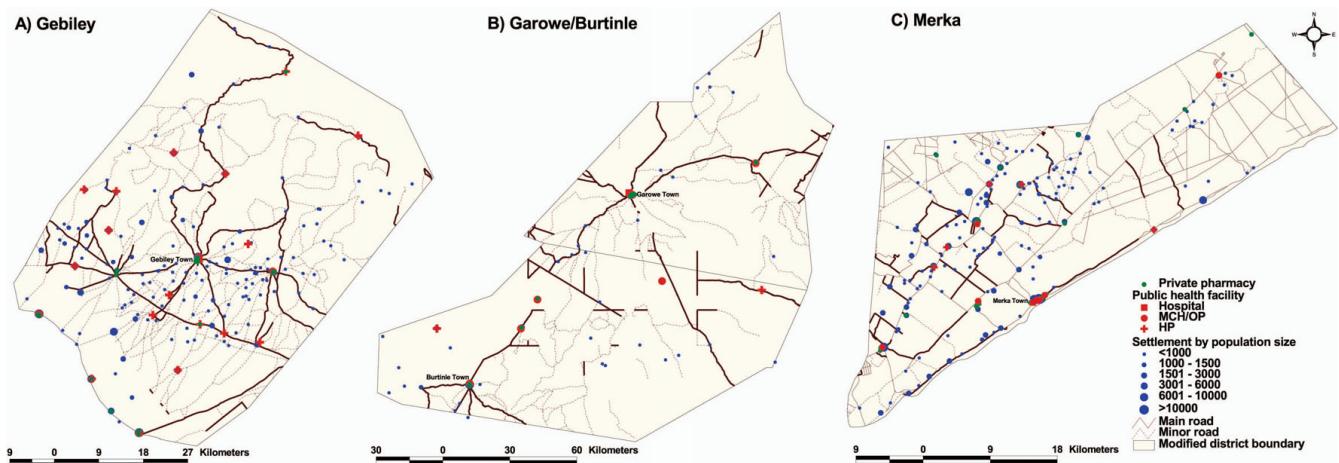 A) Gebiley
B) Garowe/Burtinle
C) Merka
N
W E
S
Gebiley Town
Garowe Town
Burtinle Town
Merka Town
Private pharmacy
Public health facility
Hospital
MCH/OP
HP
Settlement by population size
<1000
1000 - 1500
1501 - 3000
3001 - 6000
6001 - 10000
>10000
Main road
Minor road
Modified district boundary
9 0 9 18 27 Kilometers
30 0 30 60 Kilometers
9 0 9 18 Kilometers